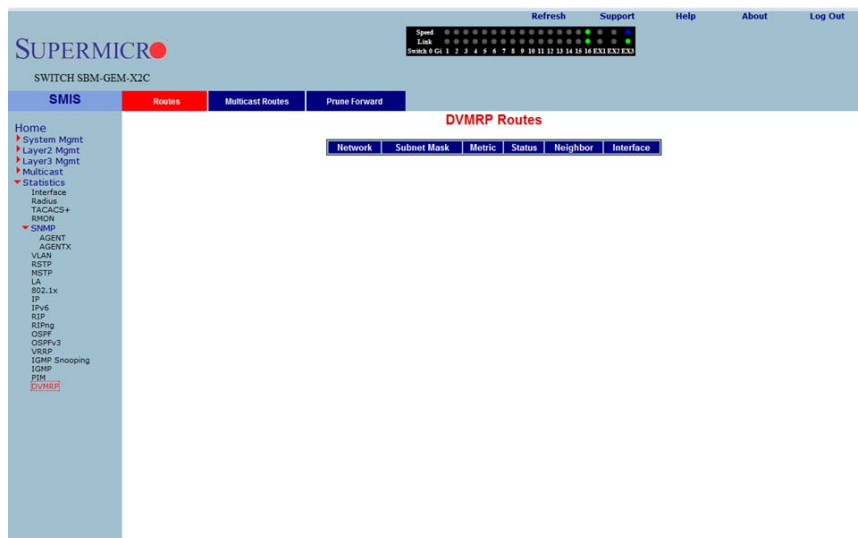 Refresh Support Help About Log Out
Speed
Link
Switch 0 Gi 1 2 3 4 5 6 7 8 9 10 11 12 13 14 15 16 EX1 EX2 EX3
SUPERMICRO
SWITCH SBM-GEM-X2C
SMIS
Routes Multicast Routes Prune Forward
DVMRP Routes
Network Subnet Mask Metric Status Neighbor Interface
Home
System Mgmt
Layer2 Mgmt
Layer3 Mgmt
Multicast
Statistics
Interface
Radius
TACACS+
RMON
SNMP
AGENT
AGENTX
VLAN
RSTP
MSTP
LA
802.1x
IP
IPv6
RIP
RIPng
OSPF
OSPFv3
VRRP
IGMP Snooping
IGMP
PIM
DVMRP